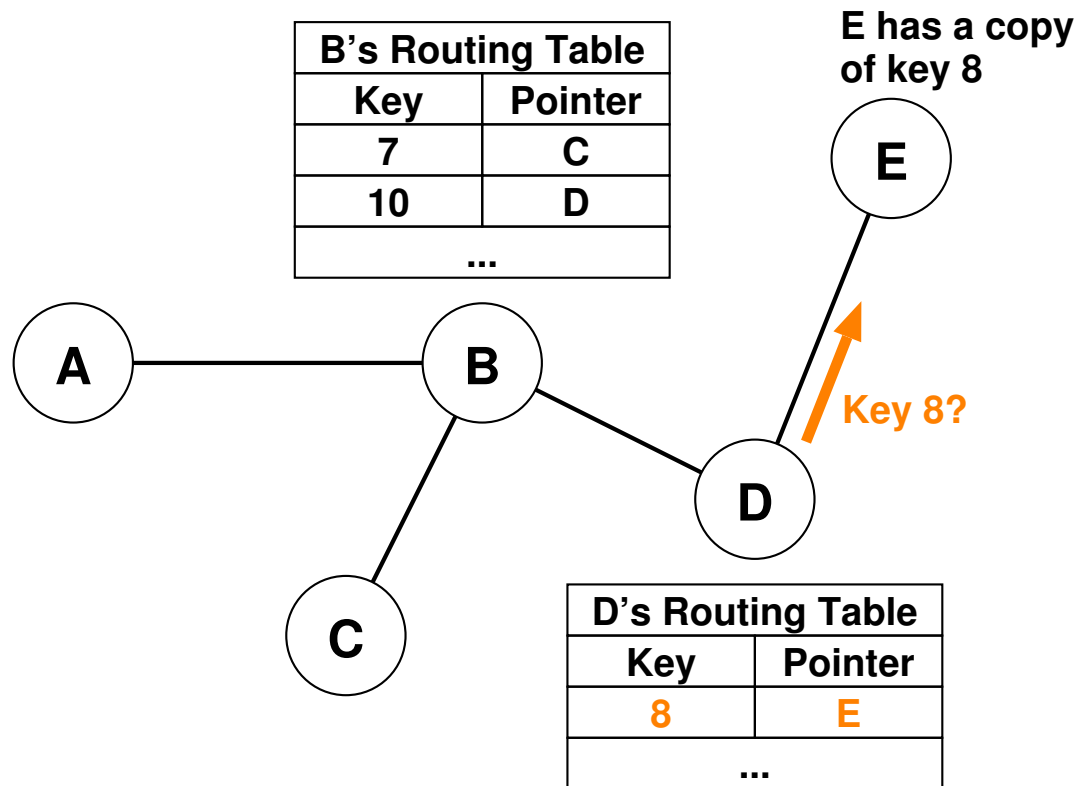 E has a copy
of key 8
B’s Routing Table
Key Pointer
7 C
10 D
...
E
A
B
Key 8?
D
C
D’s Routing Table
Key Pointer
8 E
...